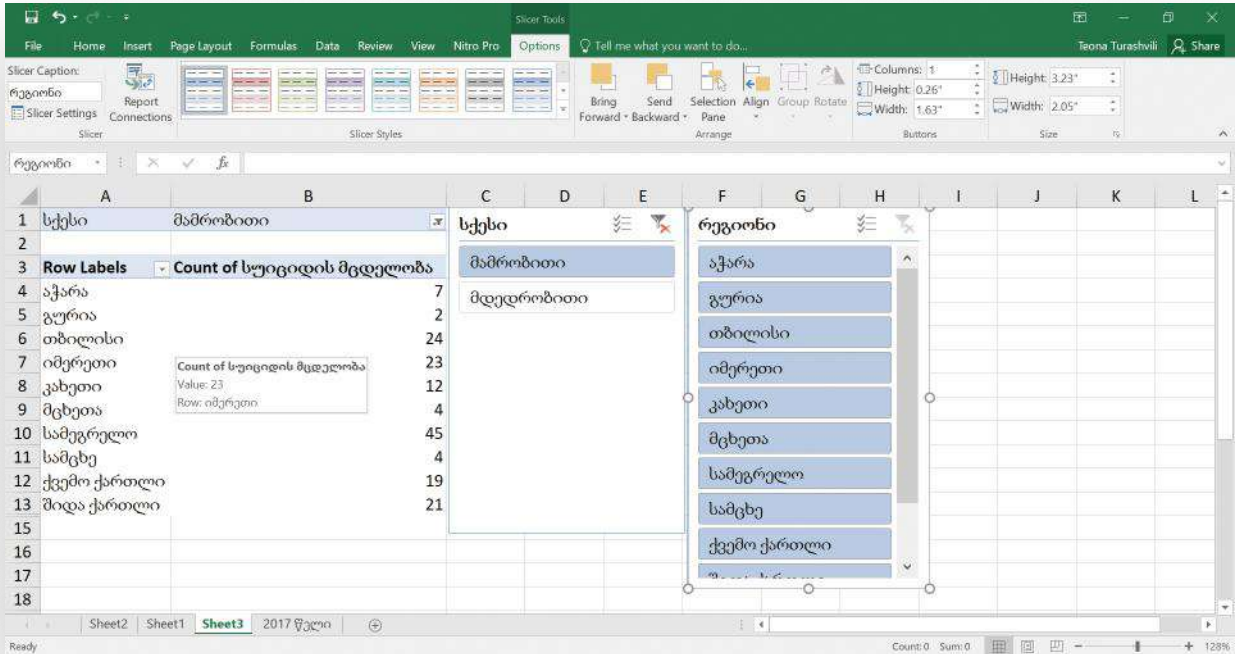 Slicer Tools
File Home Insert Page Layout Formulas Data Review View Nitro Pro Options Tell me what you want to do... Teona Turashvili Share
Slicer Caption:
რეგიონი
Slicer Settings
Report Connections
Bring Forward Send Backward Selection Pane Align Group Rotate
Columns: 1
Height: 0.26"
Width: 1.63"
Height: 3.23"
Width: 2.05"
Slicer Slicer Styles Arrange Buttons Size
რეგიონი fx
A B C D E F G H I J K L
1 სქესი მამრობითი
2
3 Row Labels Count of სუიციდის მცდელობა
4 აჭარა 7
5 გურია 2
6 თბილისი 24
7 იმერეთი 23
8 კახეთი 12
9 მცხეთა 4
10 სამეგრელო 45
11 სამცხე 4
12 ქვემო ქართლი 19
13 შიდა ქართლი 21
15
16
17
18
Count of სუიციდის მცდელობა
Value: 23
Row: იმერეთი
სქესი
მამრობითი
მდედრობითი
რეგიონი
აჭარა
გურია
თბილისი
იმერეთი
კახეთი
მცხეთა
სამეგრელო
სამცხე
ქვემო ქართლი
Sheet2 Sheet1 Sheet3 2017 წელი
Ready Count: 0 Sum: 0 128%